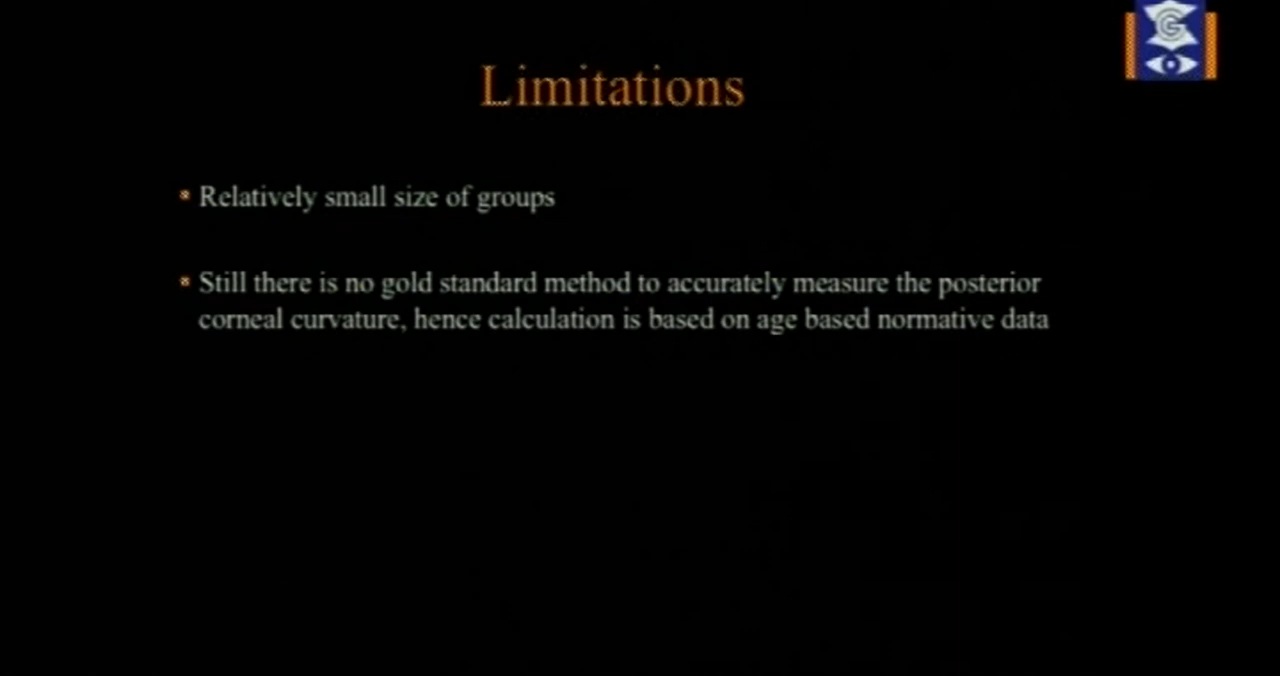 Limitations
Relatively small size of groups
Still there is no gold standard method to accurately measure the posterior
corneal curvature, hence calculation is based on age based normative data